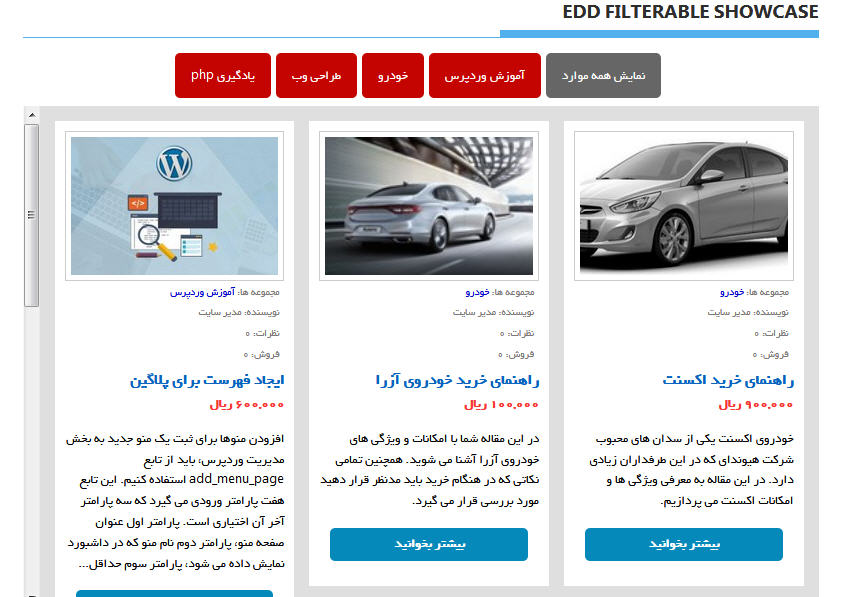 EDD FILTERABLE SHOWCASE
نمایش همه موارد
آموزش وردپرس
خودرو
طراحی وب
یادگیری php
مجموعه ها: خودرو
نویسنده: مدیر سایت
نظرات: ۰
فروش: ۰
راهنمای خرید اکسنت
۹۰۰,۰۰۰ ریال
خودروی اکسنت یکی از سدان های محبوب
شرکت هیوندای که در این طرفداران زیادی
دارد. در این مقاله به معرفی ویژگی ها و
امکانات اکسنت می پردازیم.
بیشتر بخوانید
مجموعه ها: خودرو
نویسنده: مدیر سایت
نظرات: ۰
فروش: ۰
راهنمای خرید خودروی آزرا
۱۰۰,۰۰۰ ریال
در این مقاله شما با امکانات و ویژگی های
خودروی آزرا آشنا می شوید. همچنین تمامی
نکاتی که در هنگام خرید باید مدنظر قرار دهید
مورد بررسی قرار می گیرد.
بیشتر بخوانید
مجموعه ها: آموزش وردپرس
نویسنده: مدیر سایت
نظرات: ۰
فروش: ۰
ایجاد فهرست برای پلاگین
۶۰۰,۰۰۰ ریال
افزودن منوها برای ثبت یک منو جدید به بخش
مدیریت وردپرس، باید از تابع
add_menu_page استفاده کنیم. این تابع
هفت پارامتر ورودی می گیرد که سه پارامتر
آخر آن اختیاری است. پارامتر اول عنوان
صفحه منو، پارامتر دوم نام منو که در داشبورد
نمایش داده می شود، پارامتر سوم حداقل...